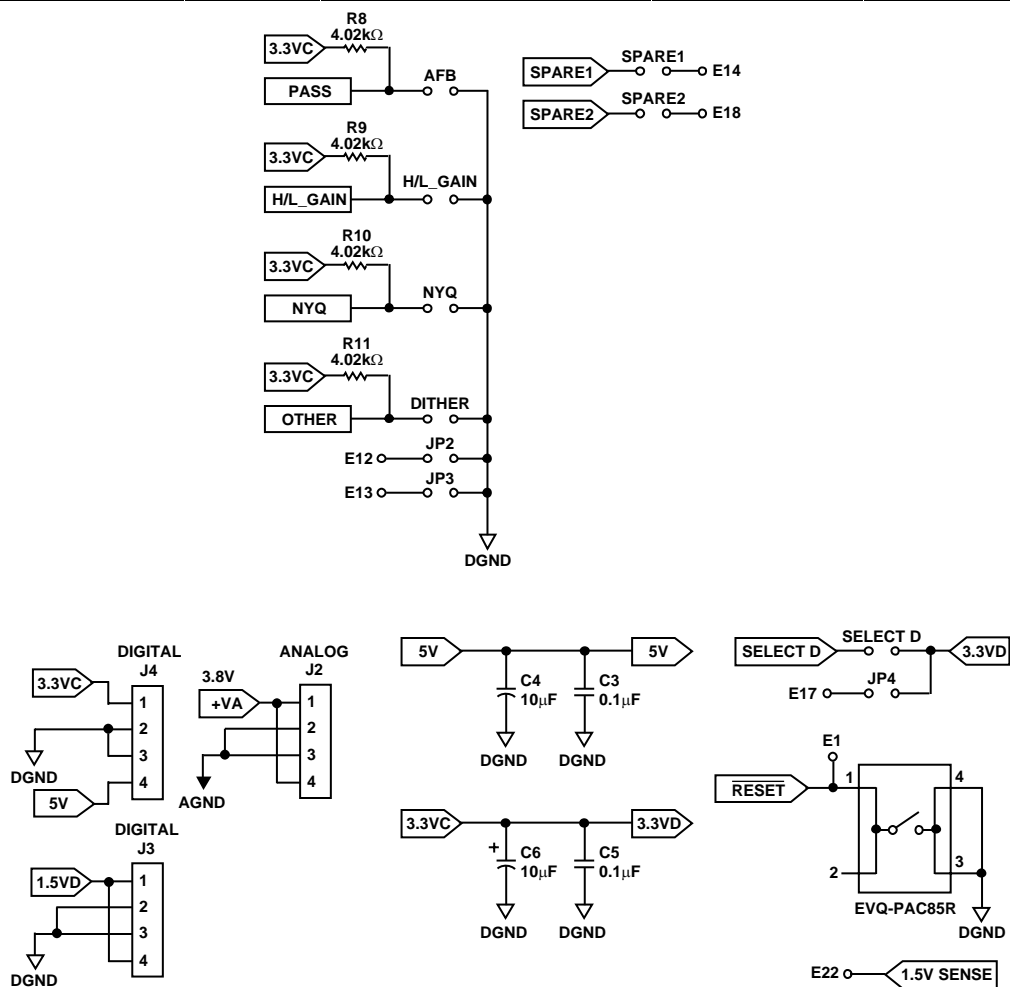 R8
4.02kΩ
3.3VC
AFB
PASS
SPARE1
SPARE1
E14
SPARE2
SPARE2
E18
R9
4.02kΩ
3.3VC
H/L_GAIN
H/L_GAIN
R10
4.02kΩ
3.3VC
NYQ
NYQ
R11
4.02kΩ
3.3VC
DITHER
OTHER
JP2
E12
JP3
E13
DGND
DIGITAL
J4
3.3VC
1
2
3
4
DGND
5V
ANALOG
J2
3.8V
+VA
1
2
3
4
AGND
DIGITAL
J3
1.5VD
1
2
3
4
DGND
5V
5V
C4
10μF
C3
0.1μF
DGND
DGND
3.3VC
3.3VD
+
C6
10μF
C5
0.1μF
DGND
DGND
SELECT D
SELECT D
3.3VD
JP4
E17
E1
RESET
1
4
2
3
EVQ-PAC85R
DGND
E22
1.5V SENSE